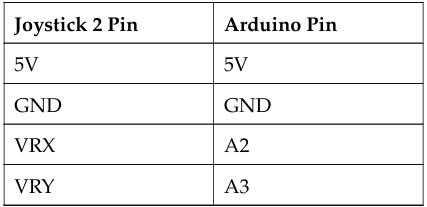 Joystick 2 Pin Arduino Pin
5V 5V
GND GND
VRX A2
VRY A3